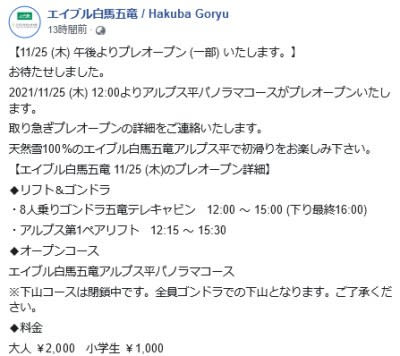 エイブル白馬五竜 / Hakuba Goryu
13時間前・
【11/25 (木) 午後よりプレオープン (一部) いたします。】
お待たせしました。
2021/11/25 (木) 12:00よりアルプス平パノラマコースがプレオープンいたし
ます。
取り急ぎプレオープンの詳細をご連絡いたします。
天然雪100%のエイブル白馬五竜アルプス平で初滑りをお楽しみ下さい。
【エイブル白馬五竜 11/25 (木)のプレオープン詳細】
◆リフト&ゴンドラ
・8人乗りゴンドラ五竜テレキャビン 12:00 ～ 15:00 (下り最終16:00)
・アルプス第1ペアリフト 12:15 ～ 15:30
◆オープンコース
エイブル白馬五竜アルプス平パノラマコース
※下山コースは閉鎖中です。全員ゴンドラでの下山となります。ご了承くださ
い。
◆料金
大人 ¥2,000 小学生 ¥1,000